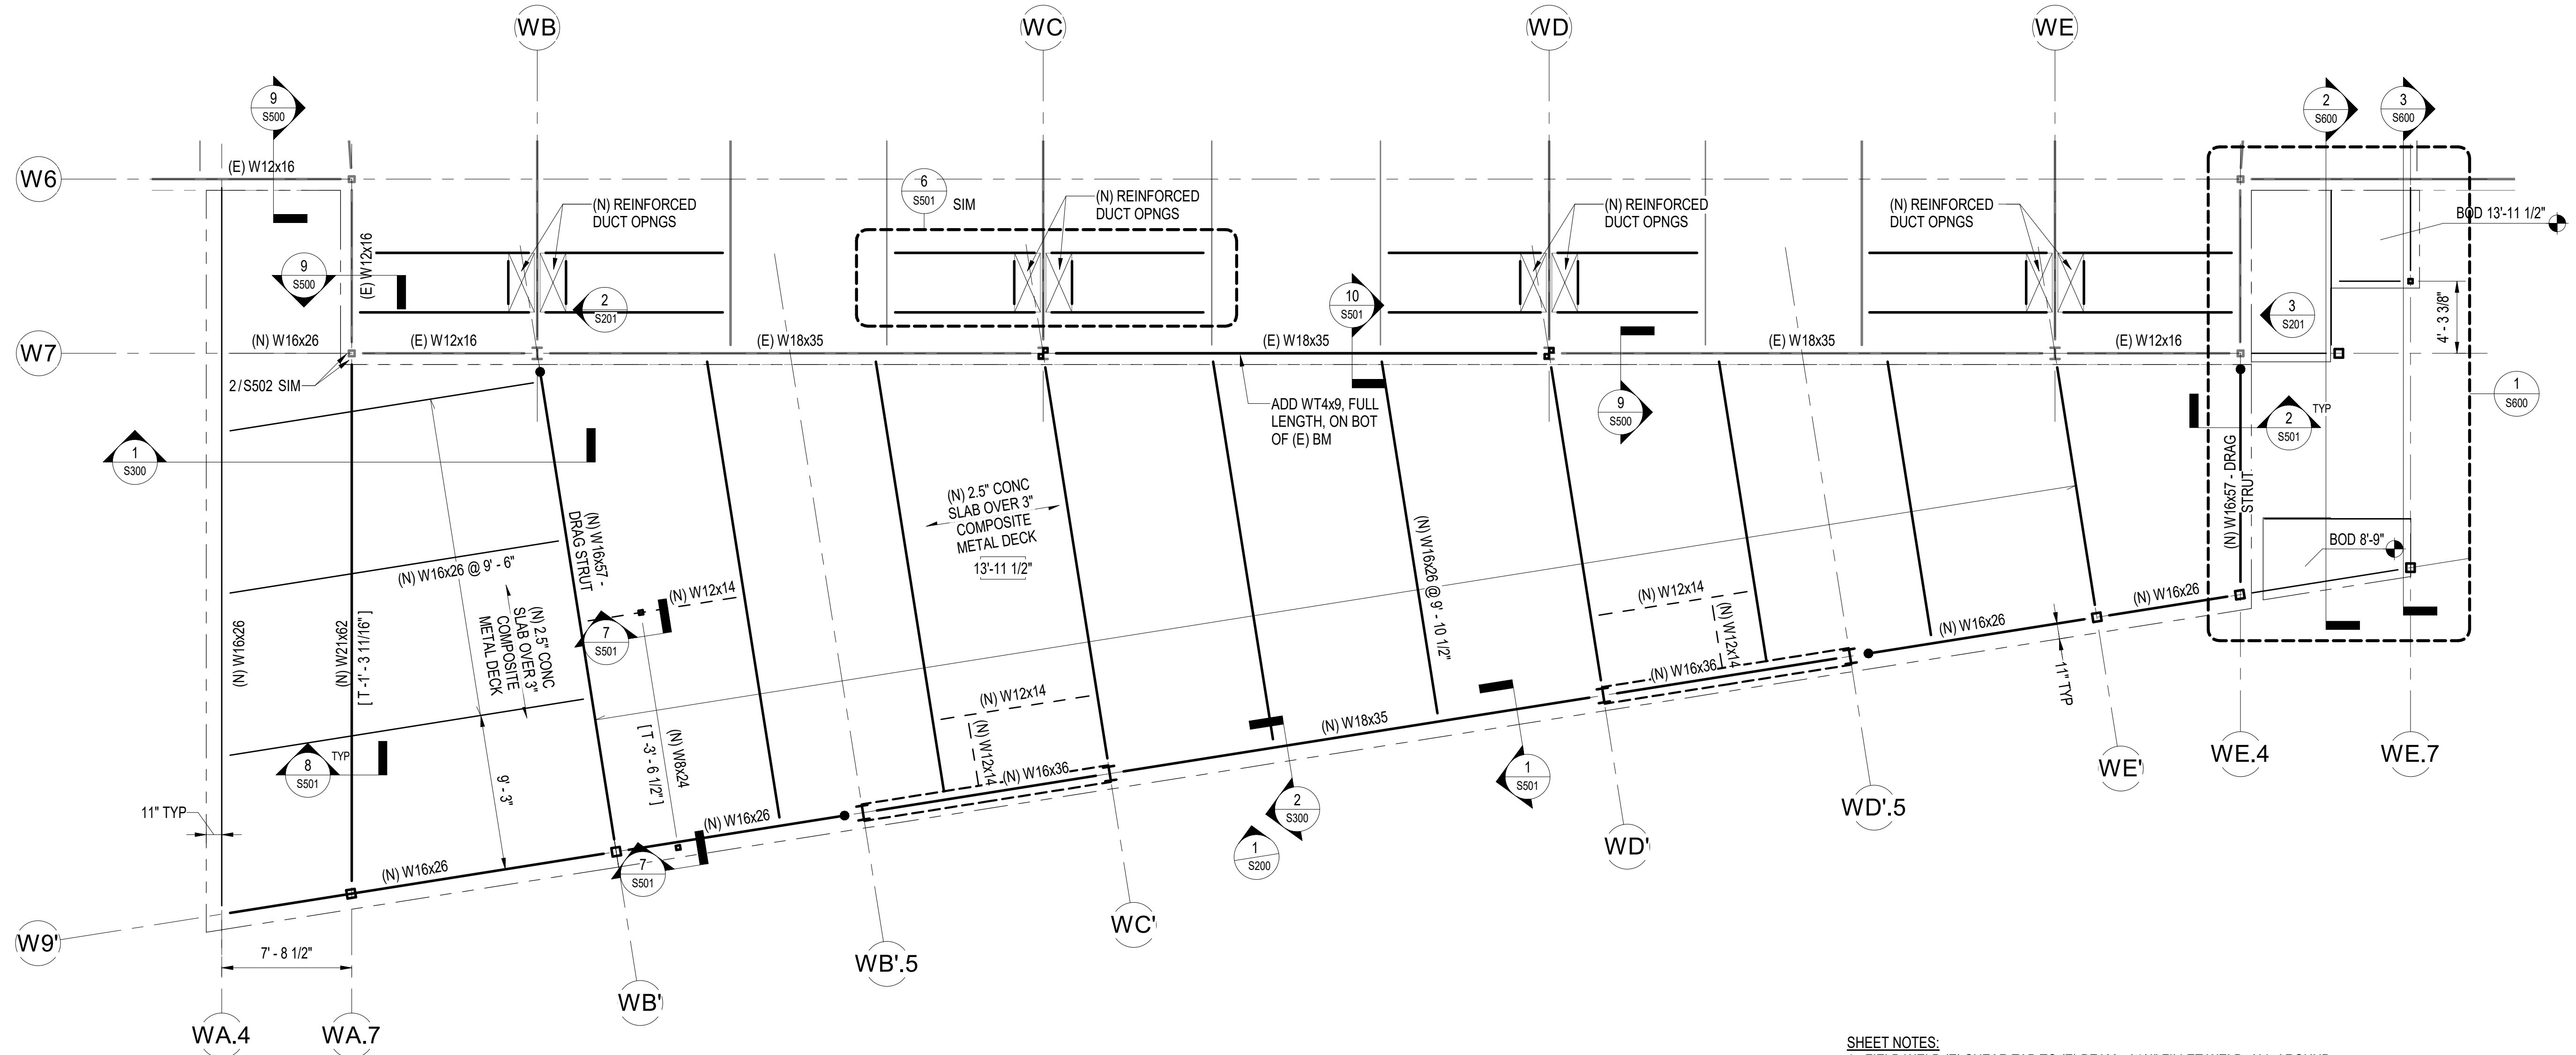 WB
WC
WD
WE
9
S500
2
S600
3
S600
W6
(E) W12x16
(N) REINFORCED
DUCT OPNGS
6
S501
SIM
(N) REINFORCED
DUCT OPNGS
(N) REINFORCED
DUCT OPNGS
(N) REINFORCED
DUCT OPNGS
BOD 13'-11 1/2"
9
S500
(E) W12x16
2
S201
10
S501
3
S201
4' - 3 3/8"
W7
(N) W16x26
(E) W12x16
(E) W18x35
(E) W18x35
(E) W18x35
(E) W12x16
2/S502 SIM
ADD WT4x9, FULL
LENGTH, ON BOT
OF (E) BM
9
S500
2
S501
TYP
1
S600
1
S300
(N) W16x57 - DRAG
STRUT
(N) 2.5" CONC
SLAB OVER 3"
COMPOSITE
METAL DECK
13'-11 1/2"
(N) W16x57 -
DRAG STRUT
(N) W16x26 @ 9' - 10 1/2"
BOD 8'-9"
(N) W16x26 @ 9' - 6"
(N) W12x14
(N) W12x14
(N) W12x14
(N) W16x26
(N) W16x26
7
S501
(N) 2.5" CONC
SLAB OVER 3"
COMPOSITE
METAL DECK
(N) W16x26
(N) W21x62
[ T -1' - 3 11/16" ]
(N) W16x36
11" TYP
(N) W12x14
(N) W12x14
(N) W18x35
(N) W8x24
[ T -3' - 6 1/2" ]
(N) W16x36
8
S501
TYP
9' - 3"
1
S501
2
S300
WE'
WE.4
WE.7
11" TYP
(N) W16x26
1
S200
WD'.5
WD'
(N) W16x26
7
S501
W9'
7' - 8 1/2"
WC'
WB'.5
WB'
WA.4
WA.7
SHEET NOTES: